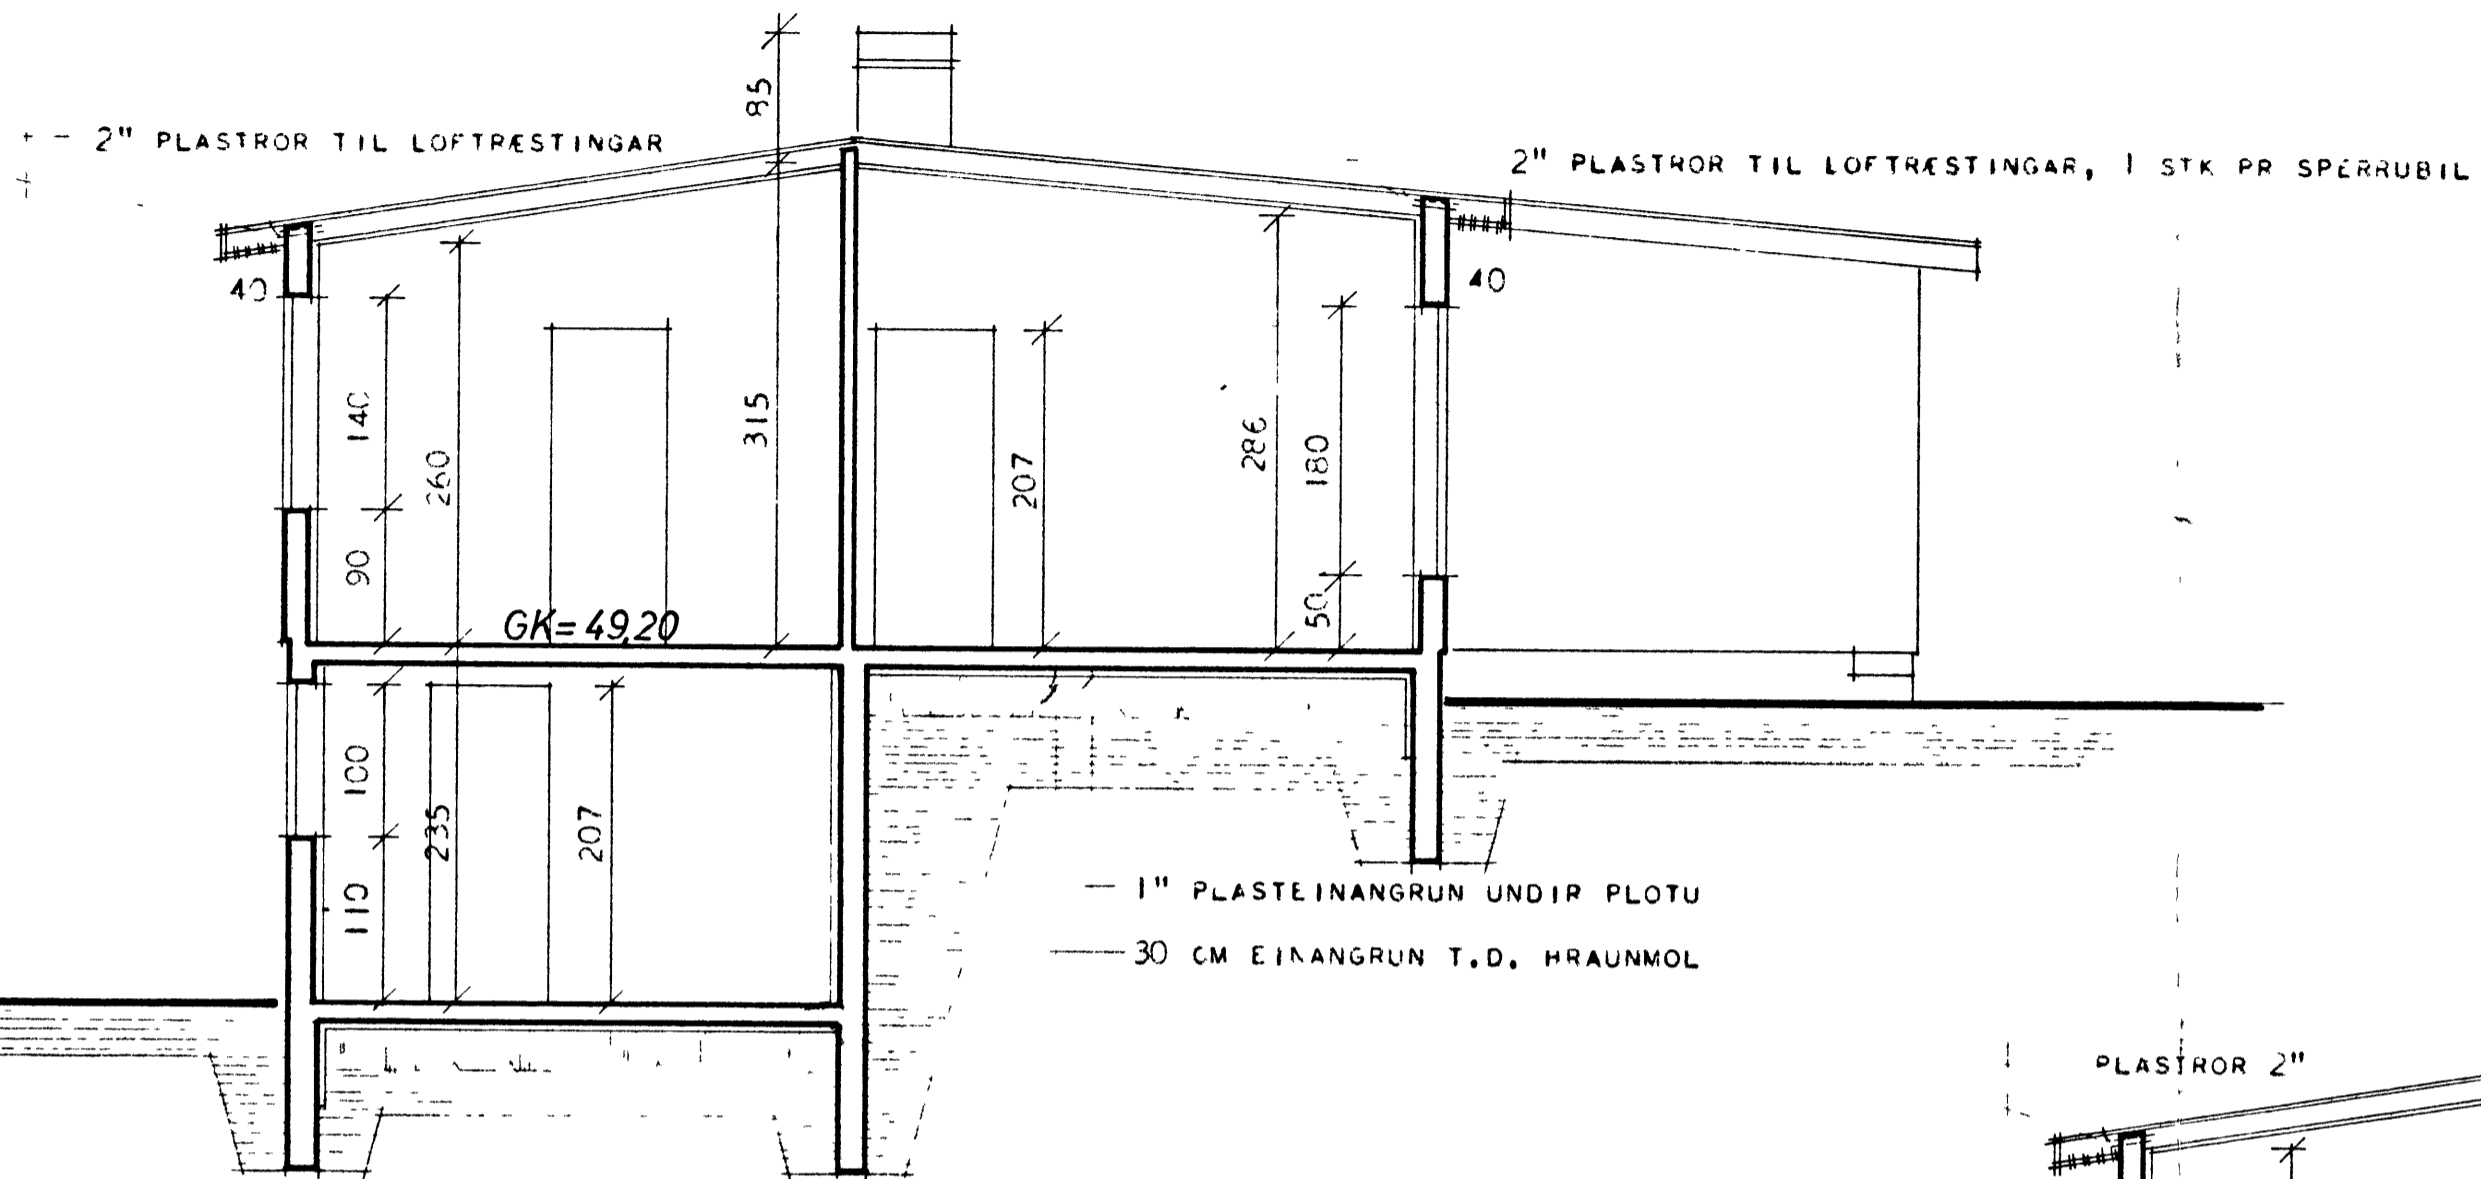 85
2" PLASTROR TIL LOFTRÆSTINGAR
2" PLASTROR TIL LOFTRÆSTINGAR, 1 STK PR SPERRUBIL
40
40
140
260
315
207
286
180
90
50
GK=49,20
100
235
207
110
1" PLASTEINANGRUN UNDIR PLOTU
30 CM EINANGRUN T.D. HRAUNMOL
PLASTROR 2"